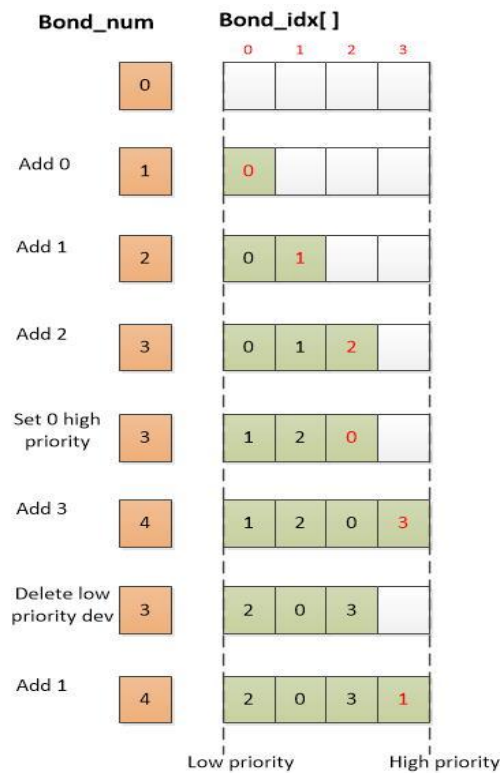 Bond_num Bond_idx[ ]
0 1 2 3
0
Add 0 1 0
Add 1 2 0 1
Add 2 3 0 1 2
Set 0 high
priority 3 1 2 0
Add 3 4 1 2 0 3
Delete low
priority dev 3 2 0 3
Add 1 4 2 0 3 1
Low priority High priority